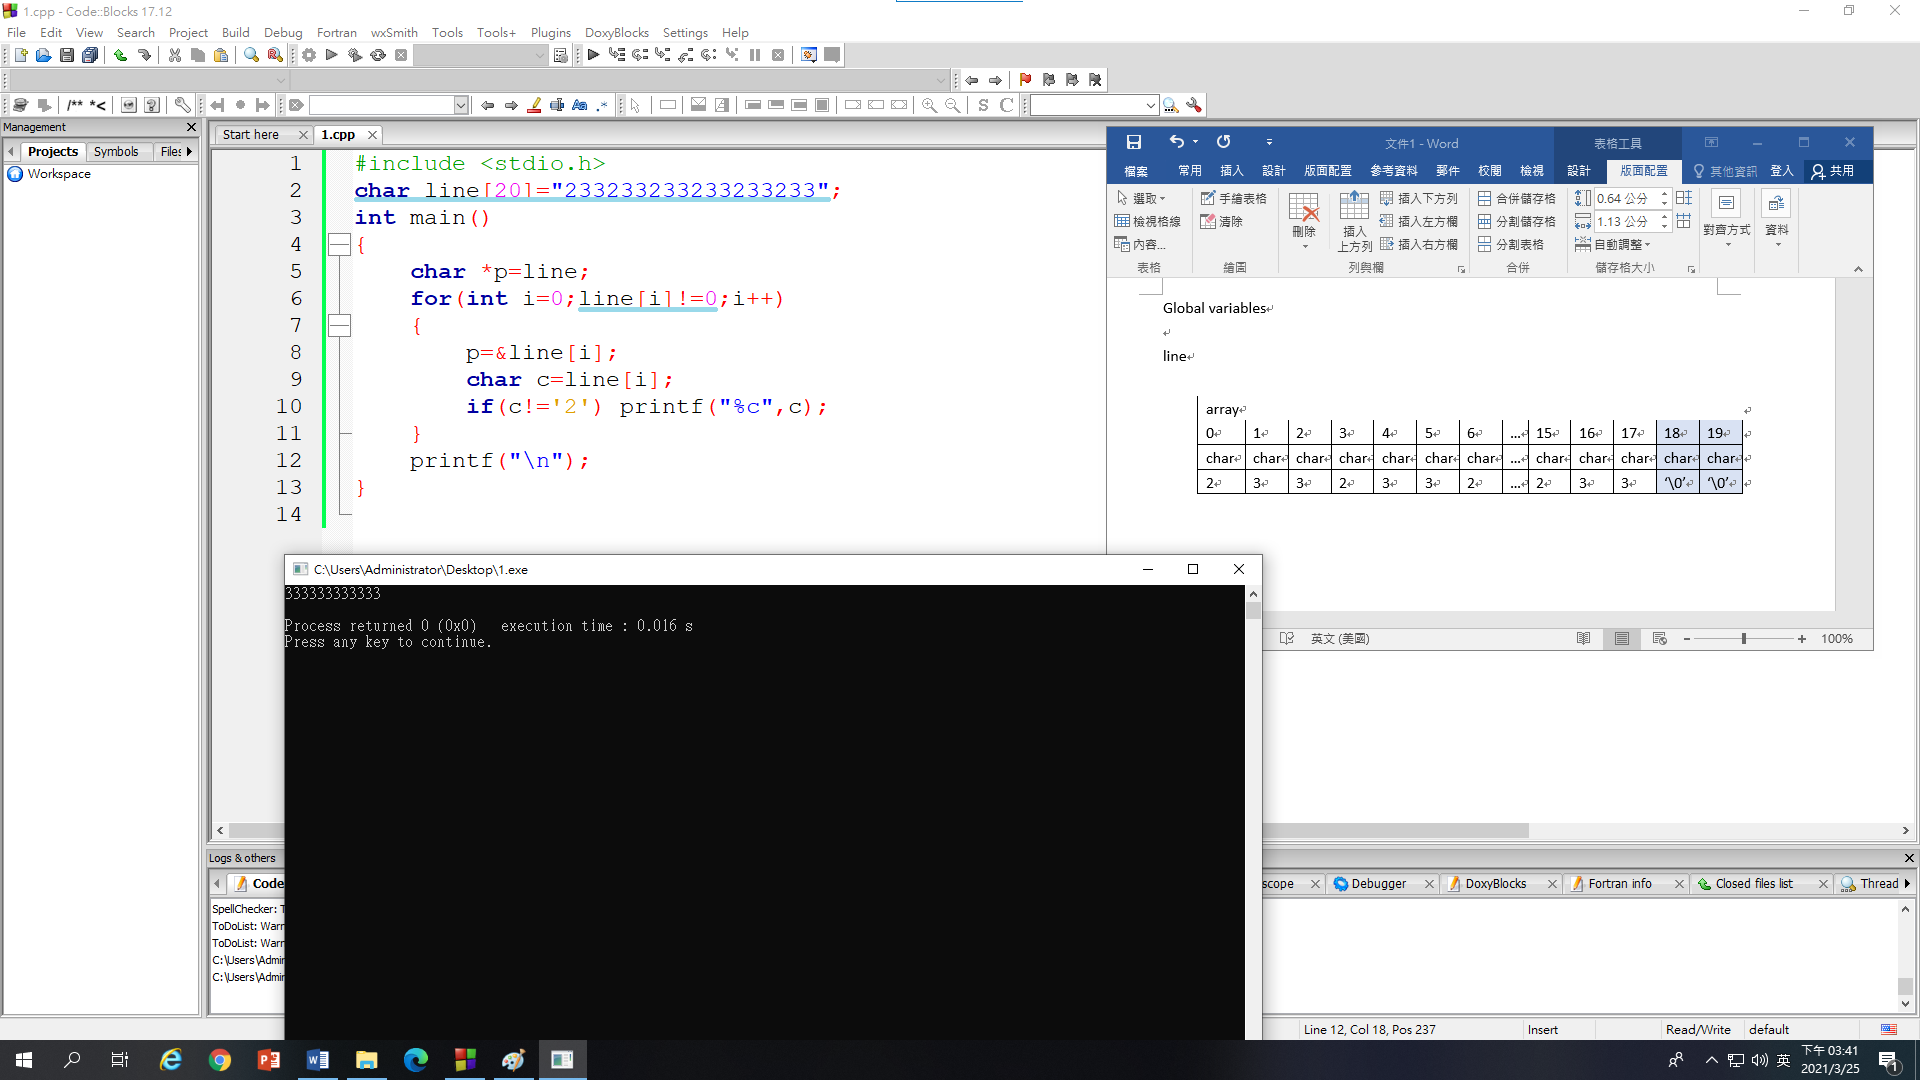 1.cpp - Code::Blocks 17.12
File Edit View Search Project Build Debug Fortran wxSmith Tools Tools+ Plugins DoxyBlocks Settings Help
/** *<
S C
Management
Projects Symbols Files
Workspace
Start here 1.cpp
1 #include <stdio.h>
2 char line[20]="233233233233233233";
3 int main()
4 {
5 char *p=line;
6 for(int i=0;line[i]!=0;i++)
7 {
8 p=&line[i];
9 char c=line[i];
10 if(c!='2') printf("%c",c);
11 }
12 printf("\n");
13 }
14
文件1 - Word 表格工具
檔案 常用 插入 設計 版面配置 參考資料 郵件 校閱 檢視 設計 版面配置 其他資訊 登入 共用
選取 手繪表格 刪除 插入上方列 插入下方列 合併儲存格 0.64 公分 對齊方式 資料
檢視格線 清除 插入左方欄 分割儲存格 1.13 公分
內容... 插入右方欄 分割表格 自動調整
表格 繪圖 列與欄 合併 儲存格大小
Global variables
line
array
0 1 2 3 4 5 6 ... 15 16 17 18 19
char char char char char char char ... char char char char char
2 3 3 2 3 3 2 ... 2 3 3 '\0' '\0'
英文 (美國) 100%
C:\Users\Administrator\Desktop\1.exe
333333333333
Process returned 0 (0x0) execution time : 0.016 s
Press any key to continue.
Logs & others
Code scope Debugger DoxyBlocks Fortran info Closed files list Thread
SpellChecker: T
ToDoList: Warn
ToDoList: Warn
C:\Users\Admin
C:\Users\Admin
Line 12, Col 18, Pos 237 Insert Read/Write default
英 下午 03:41
2021/3/25
1